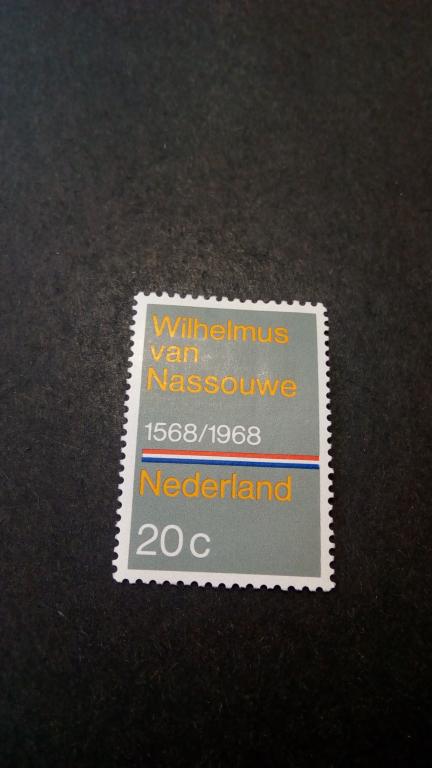 Wilhelmus
van
Nassouwe
1568/1968
Nederland
20c